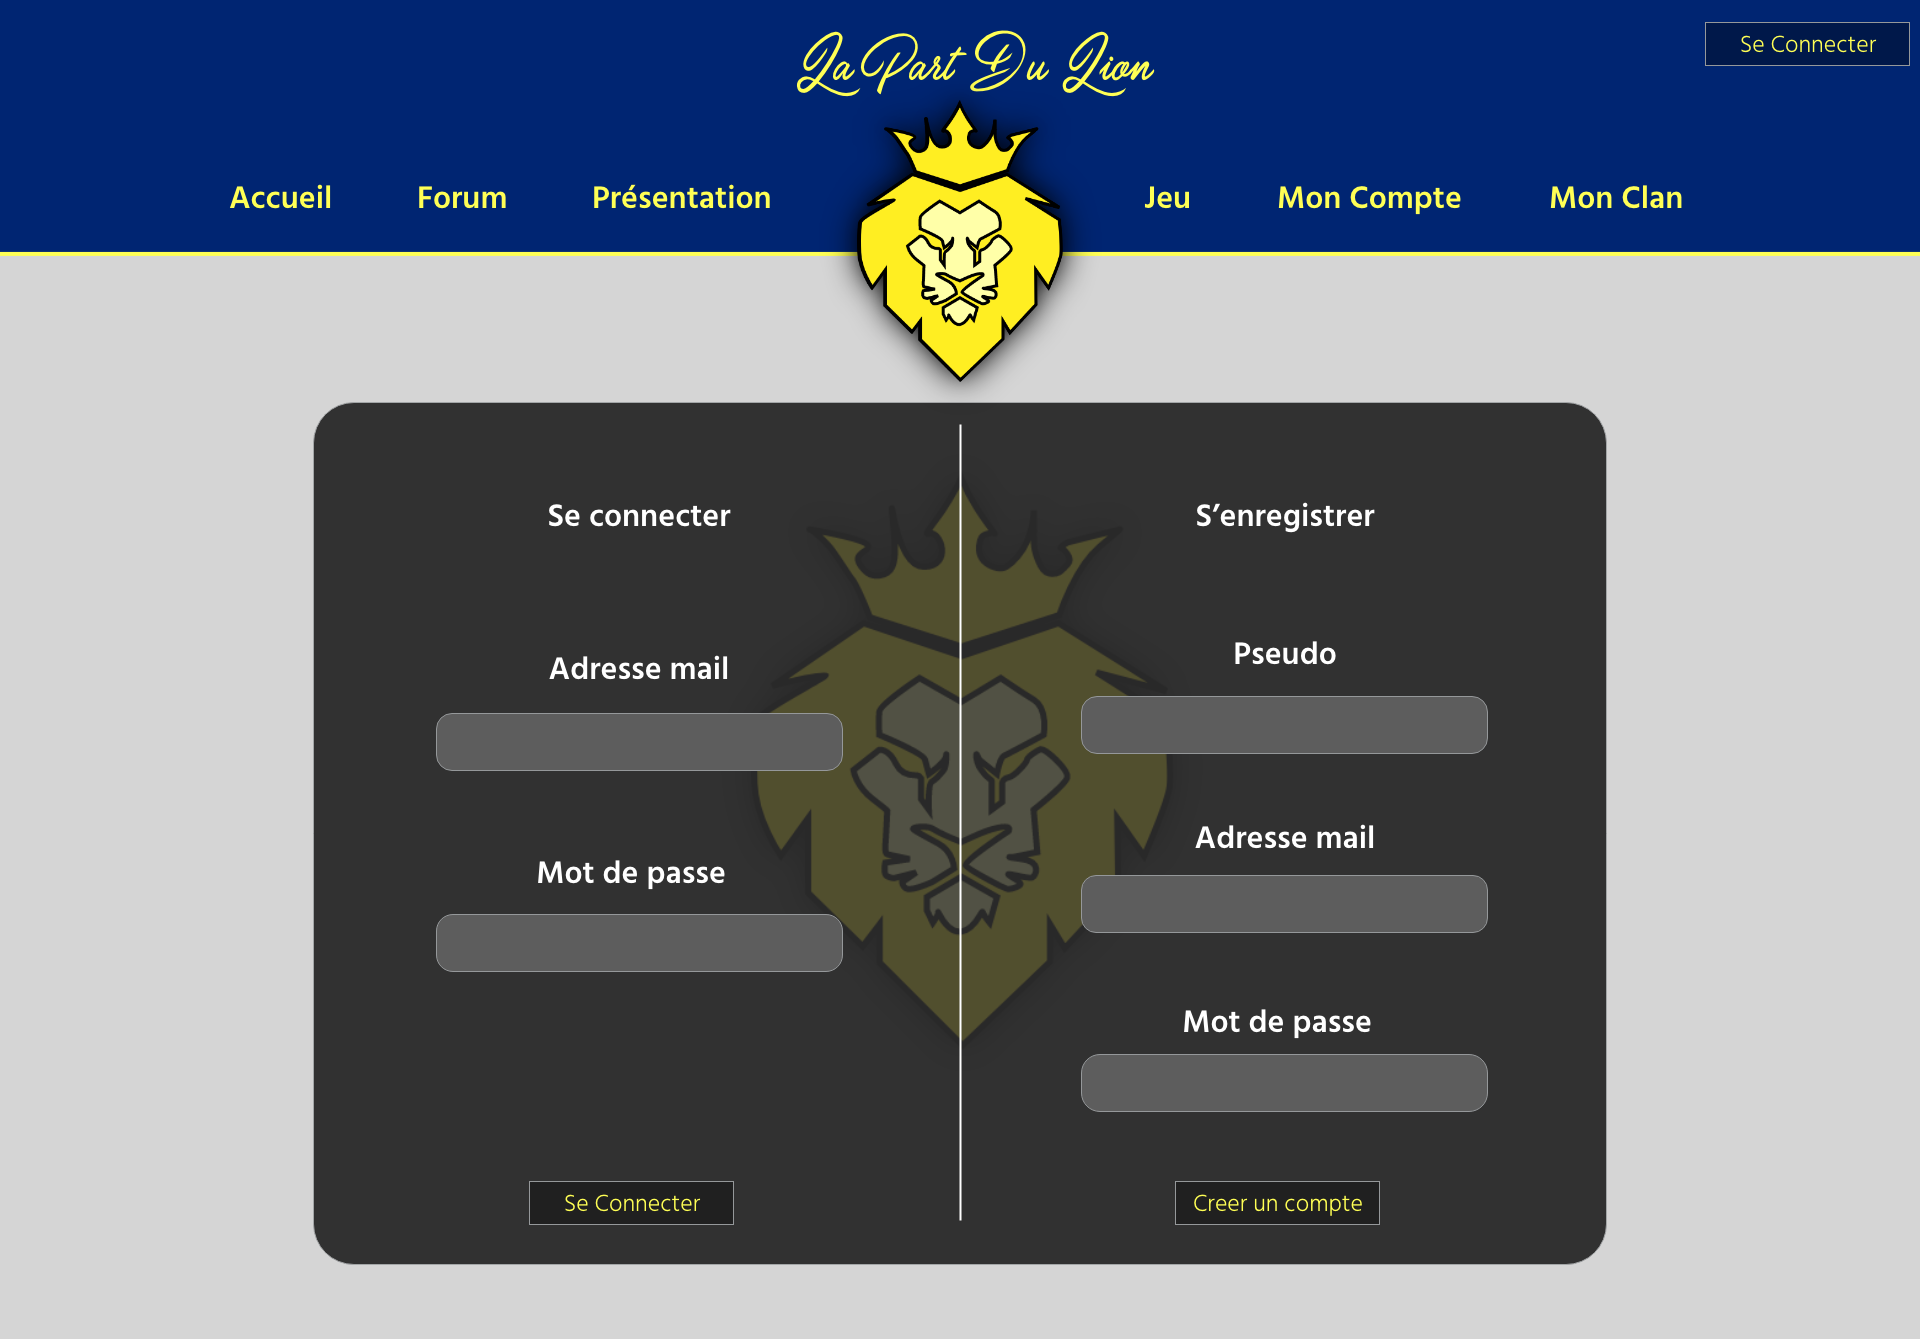 La Part Du Lion
Se Connecter
Accueil Forum Présentation Jeu Mon Compte Mon Clan
Se connecter
Adresse mail
Mot de passe
Se Connecter
S’enregistrer
Pseudo
Adresse mail
Mot de passe
Creer un compte